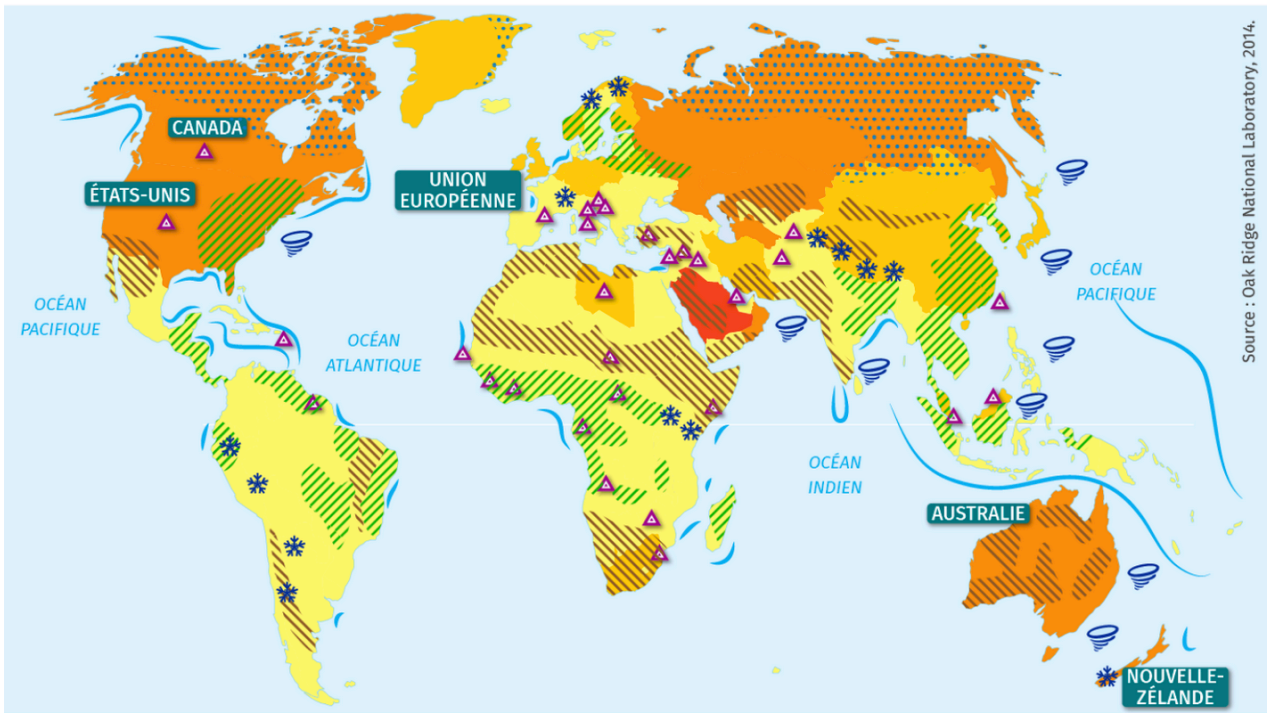 CANADA
ÉTATS-UNIS
UNION
EUROPÉENNE
OCÉAN
PACIFIQUE
OCÉAN
ATLANTIQUE
OCÉAN
PACIFIQUE
OCÉAN
INDIEN
AUSTRALIE
NOUVELLE-
ZÉLANDE
Source : Oak Ridge National Laboratory, 2014.